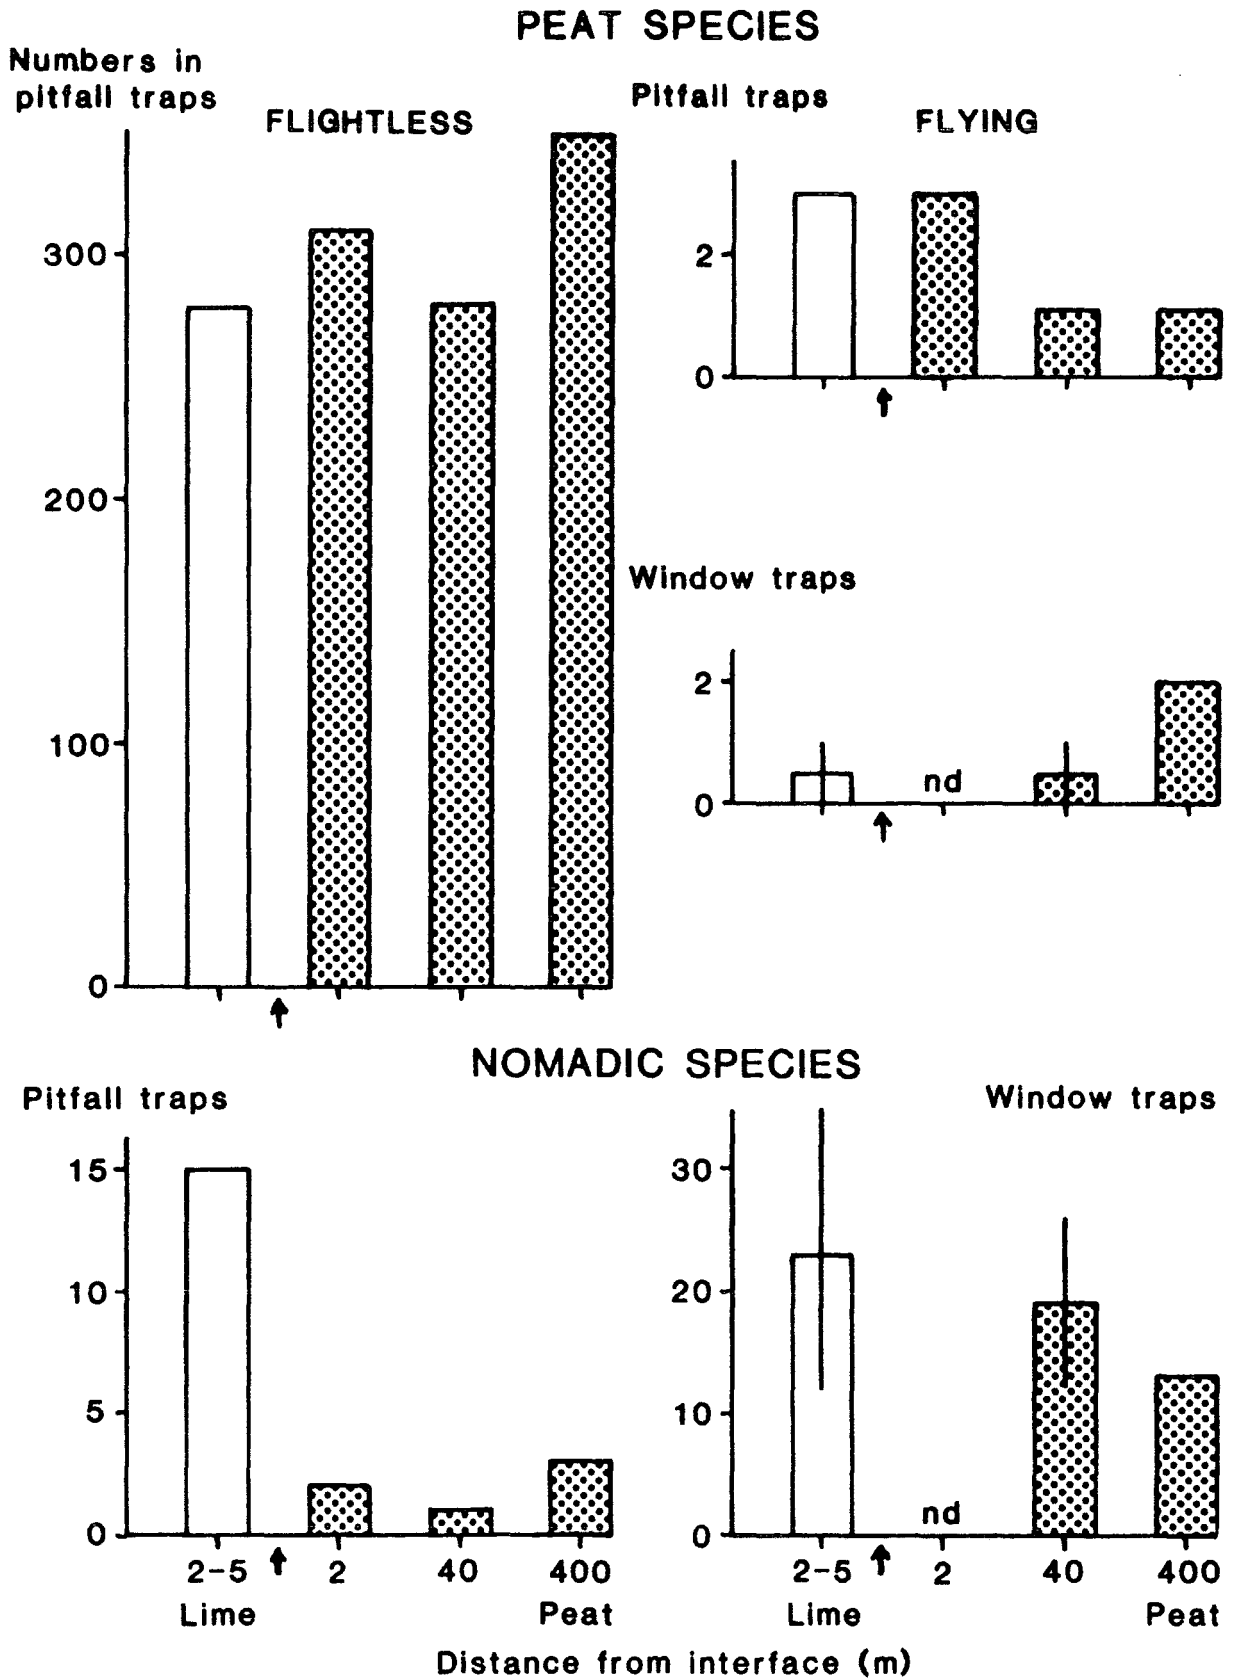 PEAT SPECIES
Numbers in
pitfall traps
FLIGHTLESS
300
200
100
0
Pitfall traps
FLYING
2
0
Window traps
2
0
nd
NOMADIC SPECIES
Pitfall traps
15
10
5
0
2-5 2 40 400
Lime Peat
Window traps
30
20
10
0
nd
2-5 2 40 400
Lime Peat
Distance from interface (m)